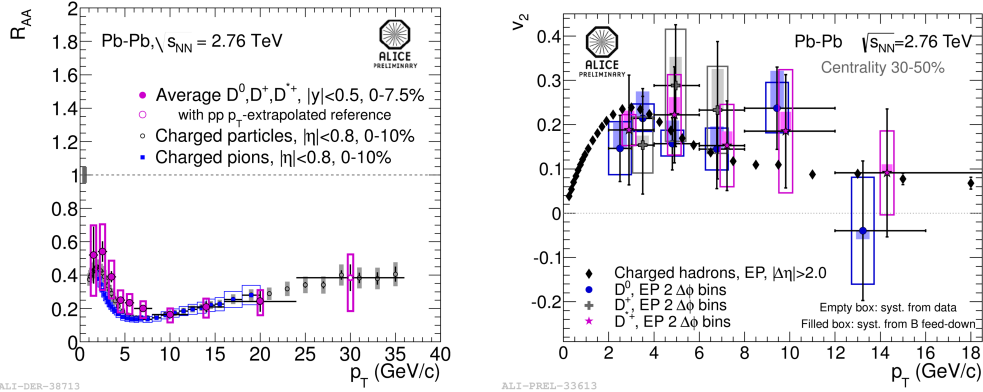 R_AA
2
1.8
1.6
1.4
1.2
1
0.8
0.6
0.4
0.2
0
Pb-Pb, √s_NN = 2.76 TeV
ALICE
PRELIMINARY
Average D⁰,D⁺,D*⁺, |y|<0.5, 0-7.5%
with pp p_T-extrapolated reference
Charged particles, |η|<0.8, 0-10%
Charged pions, |η|<0.8, 0-10%
0 5 10 15 20 25 30 35 40
p_T (GeV/c)
ALI-DER-38713
v_2
0.4
0.3
0.2
0.1
0
-0.1
-0.2
ALICE
PRELIMINARY
Pb-Pb √s_NN=2.76 TeV
Centrality 30-50%
Charged hadrons, EP, |Δη|>2.0
D⁰, EP 2 Δϕ bins
D⁺, EP 2 Δϕ bins
D*⁺, EP 2 Δϕ bins
Empty box: syst. from data
Filled box: syst. from B feed-down
0 2 4 6 8 10 12 14 16 18
p_T (GeV/c)
ALI-PREL-33613